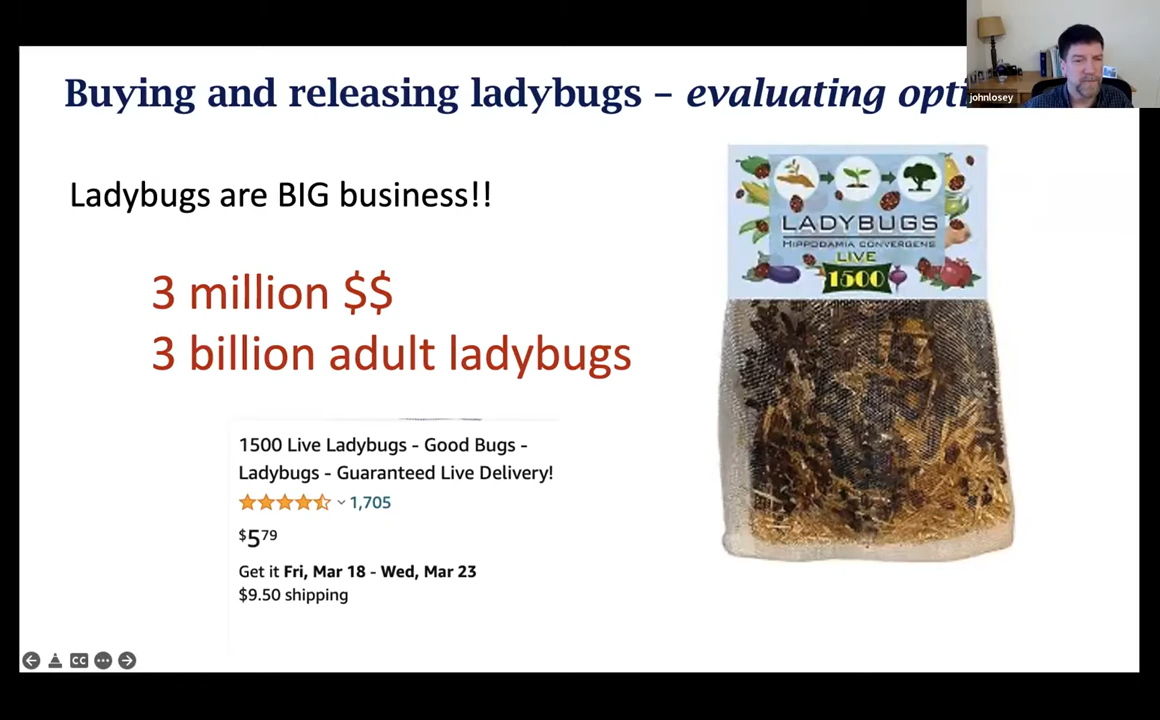 Buying and releasing ladybugs – evaluating opti
johnlosey
Ladybugs are BIG business!!
3 million $$
3 billion adult ladybugs
LADYBUGS
HIPPODAMIA CONVERGENS
LIVE
1500
1500 Live Ladybugs - Good Bugs -
Ladybugs - Guaranteed Live Delivery!
1,705
$579
Get it Fri, Mar 18 - Wed, Mar 23
$9.50 shipping
CC